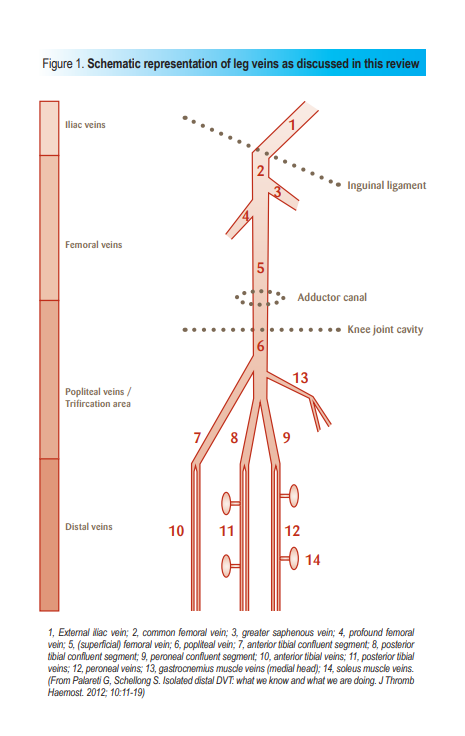 Figure 1. Schematic representation of leg veins as discussed in this review
Iliac veins
1
Inguinal ligament
2
3
4
Femoral veins
5
Adductor canal
Knee joint cavity
6
13
Popliteal veins /
Trifircation area
7
8
9
Distal veins
10
11
12
14
1, External iliac vein; 2, common femoral vein; 3, greater saphenous vein; 4, profound femoral
vein; 5, (superficial) femoral vein; 6, popliteal vein; 7, anterior tibial confluent segment; 8, posterior
tibial confluent segment; 9, peroneal confluent segment; 10, anterior tibial veins; 11, posterior tibial
veins; 12, peroneal veins; 13, gastrocnemius muscle veins (medial head); 14, soleus muscle veins.
(From Palareti G, Schellong S. Isolated distal DVT: what we know and what we are doing. J Thromb
Haemost. 2012; 10:11-19)